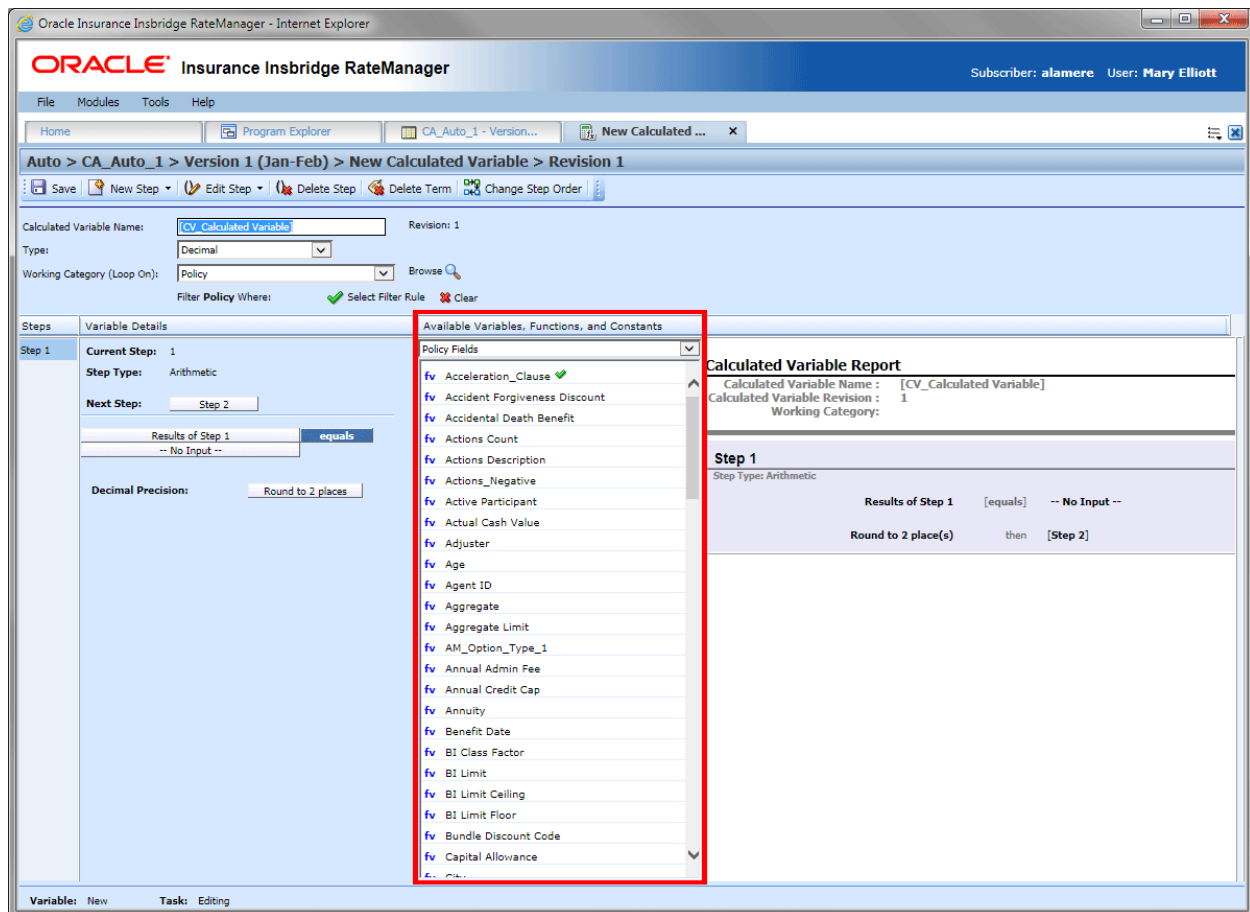 Oracle Insurance Insbridge RateManager - Internet Explorer
ORACLE® Insurance Insbridge RateManager
Subscriber: alamere User: Mary Elliott
File Modules Tools Help
Home Program Explorer CA_Auto_1 - Version... New Calculated ... x
Auto > CA_Auto_1 > Version 1 (Jan-Feb) > New Calculated Variable > Revision 1
Save New Step Edit Step Delete Step Delete Term Change Step Order
Calculated Variable Name: [CV_Calculated Variable] Revision: 1
Type: Decimal
Working Category (Loop On): Policy Browse
Filter Policy Where: Select Filter Rule Clear
Steps Variable Details Available Variables, Functions, and Constants
Step 1
Current Step: 1
Step Type: Arithmetic
Next Step: Step 2
Results of Step 1 equals
-- No Input --
Decimal Precision: Round to 2 places
Policy Fields
fv Acceleration_Clause
fv Accident Forgiveness Discount
fv Accidental Death Benefit
fv Actions Count
fv Actions Description
fv Actions_Negative
fv Active Participant
fv Actual Cash Value
fv Adjuster
fv Age
fv Agent ID
fv Aggregate
fv Aggregate Limit
fv AM_Option_Type_1
fv Annual Admin Fee
fv Annual Credit Cap
fv Annuity
fv Benefit Date
fv BI Class Factor
fv BI Limit
fv BI Limit Ceiling
fv BI Limit Floor
fv Bundle Discount Code
fv Capital Allowance
fv City
Calculated Variable Report
Calculated Variable Name : [CV_Calculated Variable]
Calculated Variable Revision : 1
Working Category:
Step 1
Step Type: Arithmetic
Results of Step 1 [equals] -- No Input --
Round to 2 place(s) then [Step 2]
Variable: New Task: Editing